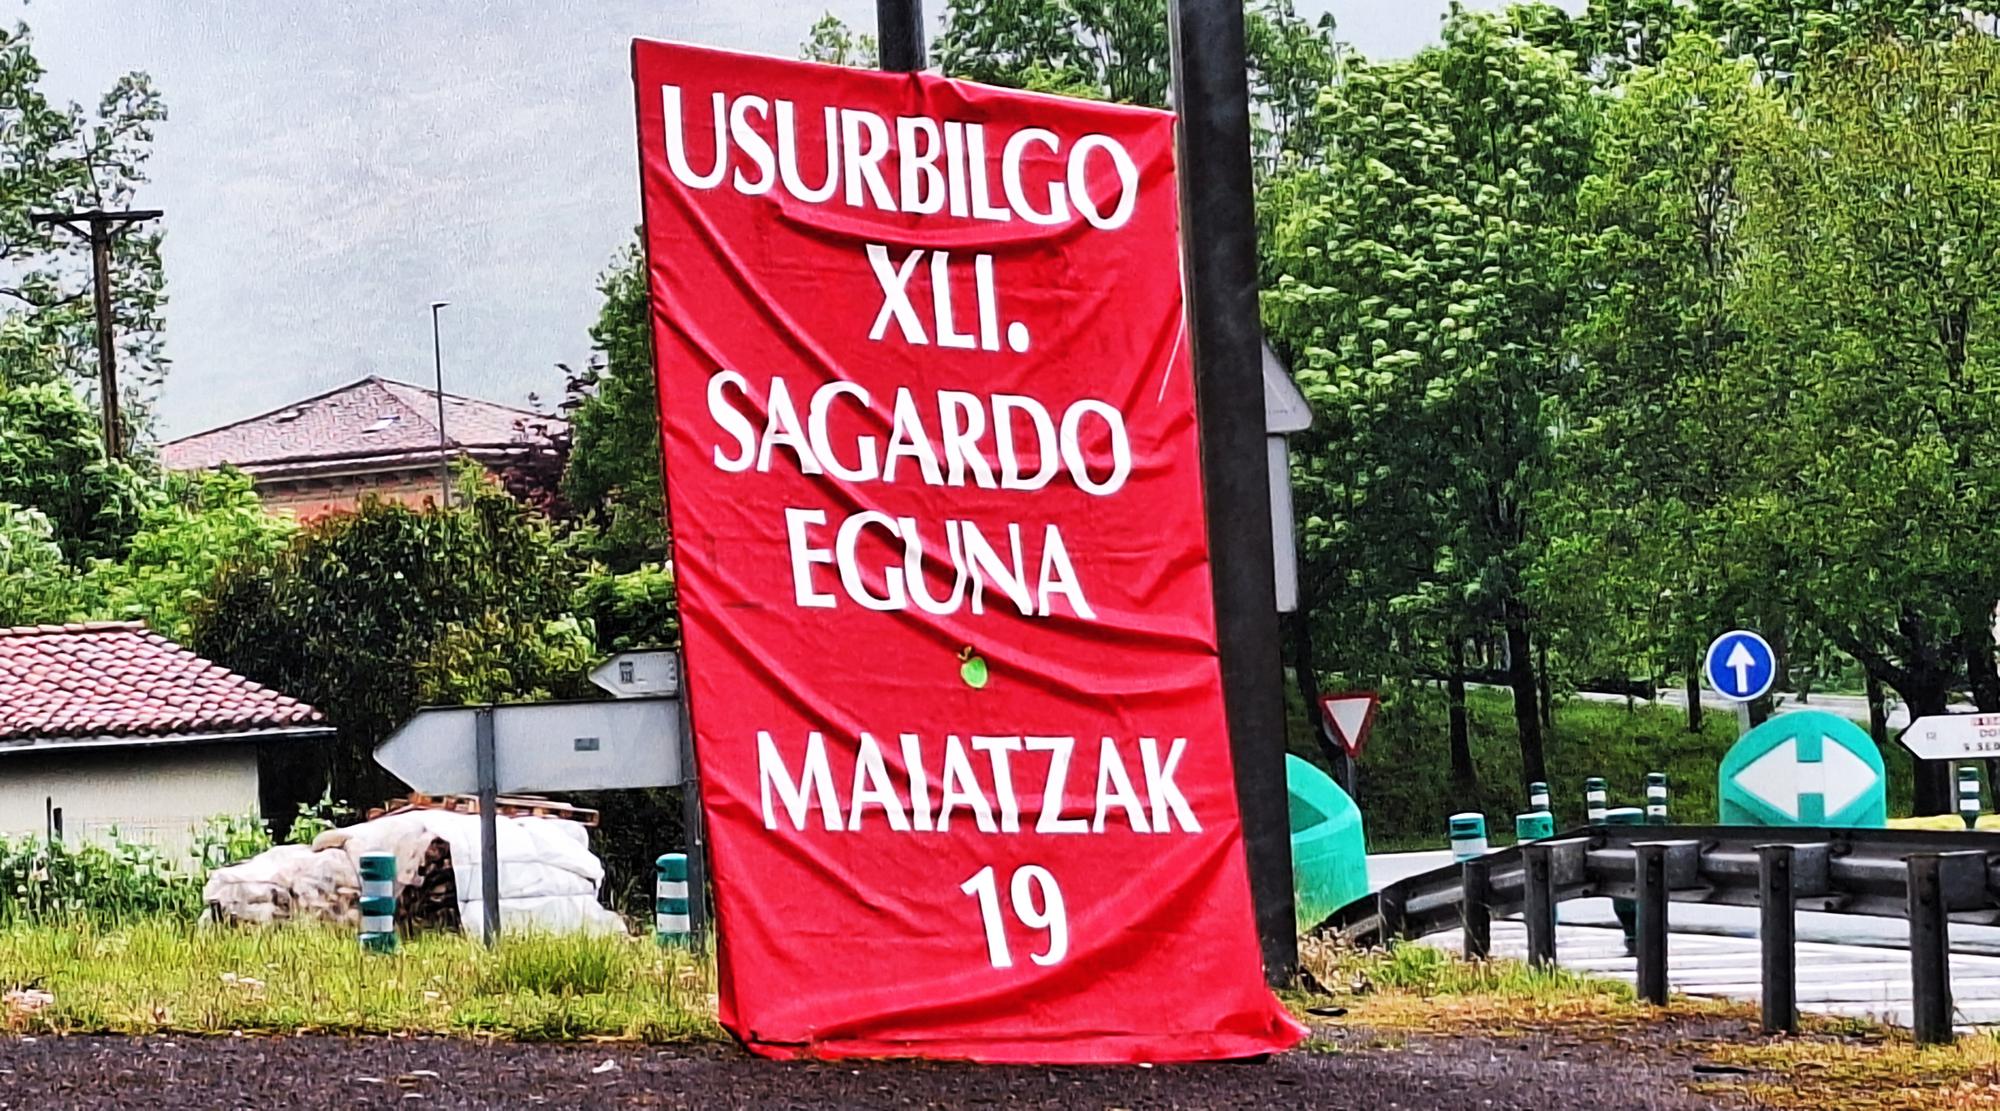 USURBILGO
XLI.
SAGARDO
EGUNA
MAIATZAK
19